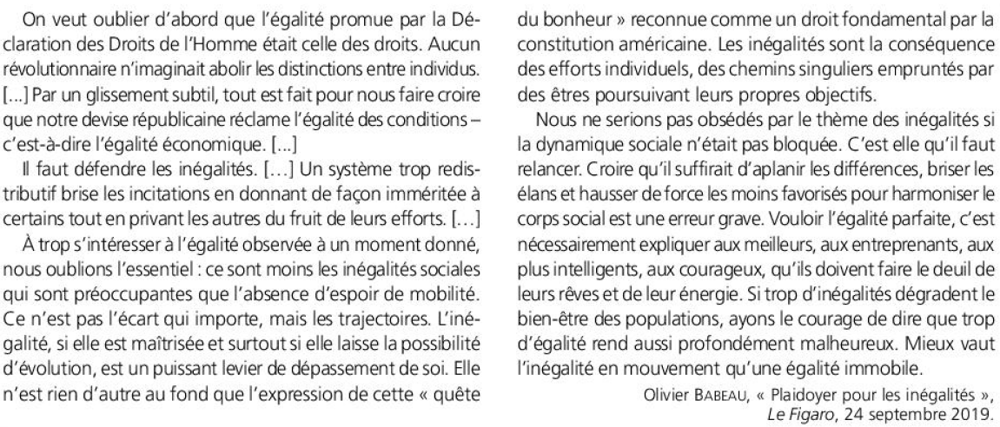 On veut oublier d’abord que l’égalité promue par la Dé-
claration des Droits de l’Homme était celle des droits. Aucun
révolutionnaire n’imaginait abolir les distinctions entre individus.
[...] Par un glissement subtil, tout est fait pour nous faire croire
que notre devise républicaine réclame l’égalité des conditions –
c’est-à-dire l’égalité économique. [...]
Il faut défendre les inégalités. [...] Un système trop redis-
tributif brise les incitations en donnant de façon imméritée à
certains tout en privant les autres du fruit de leurs efforts. [...]
À trop s’intéresser à l’égalité observée à un moment donné,
nous oublions l’essentiel : ce sont moins les inégalités sociales
qui sont préoccupantes que l’absence d’espoir de mobilité.
Ce n’est pas l’écart qui importe, mais les trajectoires. L’iné-
galité, si elle est maîtrisée et surtout si elle laisse la possibilité
d’évolution, est un puissant levier de dépassement de soi. Elle
n’est rien d’autre au fond que l’expression de cette « quête
du bonheur » reconnue comme un droit fondamental par la
constitution américaine. Les inégalités sont la conséquence
des efforts individuels, des chemins singuliers empruntés par
des êtres poursuivant leurs propres objectifs.
Nous ne serions pas obsédés par le thème des inégalités si
la dynamique sociale n’était pas bloquée. C’est elle qu’il faut
relancer. Croire qu’il suffirait d’aplanir les différences, briser les
élans et hausser de force les moins favorisés pour harmoniser le
corps social est une erreur grave. Vouloir l’égalité parfaite, c’est
nécessairement expliquer aux meilleurs, aux entreprenants, aux
plus intelligents, aux courageux, qu’ils doivent faire le deuil de
leurs rêves et de leur énergie. Si trop d’inégalités dégradent le
bien-être des populations, ayons le courage de dire que trop
d’égalité rend aussi profondément malheureux. Mieux vaut
l’inégalité en mouvement qu’une égalité immobile.
Olivier BABEAU, « Plaidoyer pour les inégalités »,
Le Figaro, 24 septembre 2019.